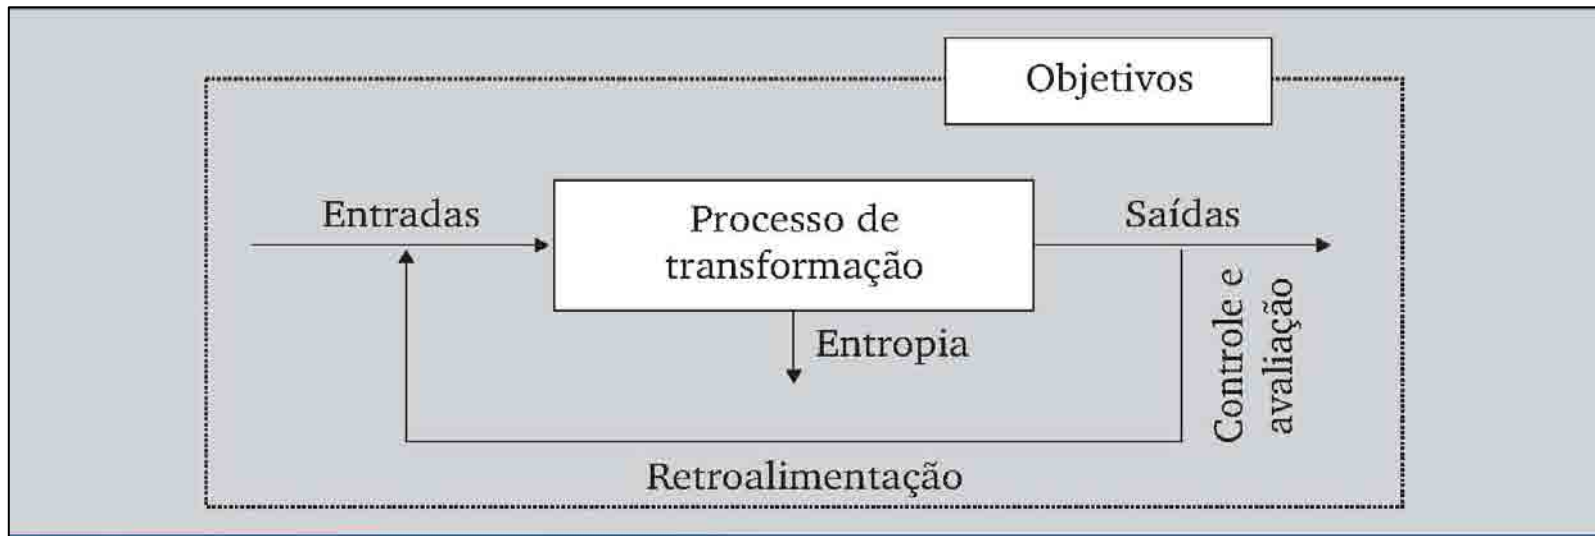 Objetivos
Entradas
Processo de
transformação
Saídas
Entropia
Controle e
avaliação
Retroalimentação